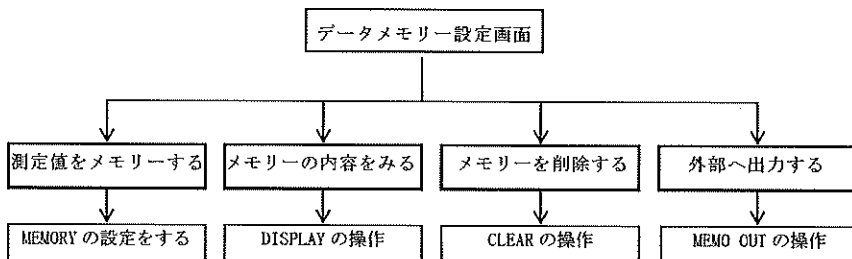 データメモリー設定画面
測定値をメモリーする
メモリーの内容をみる
メモリーを削除する
外部へ出力する
MEMORY の設定をする
DISPLAY の操作
CLEAR の操作
MEMO OUT の操作